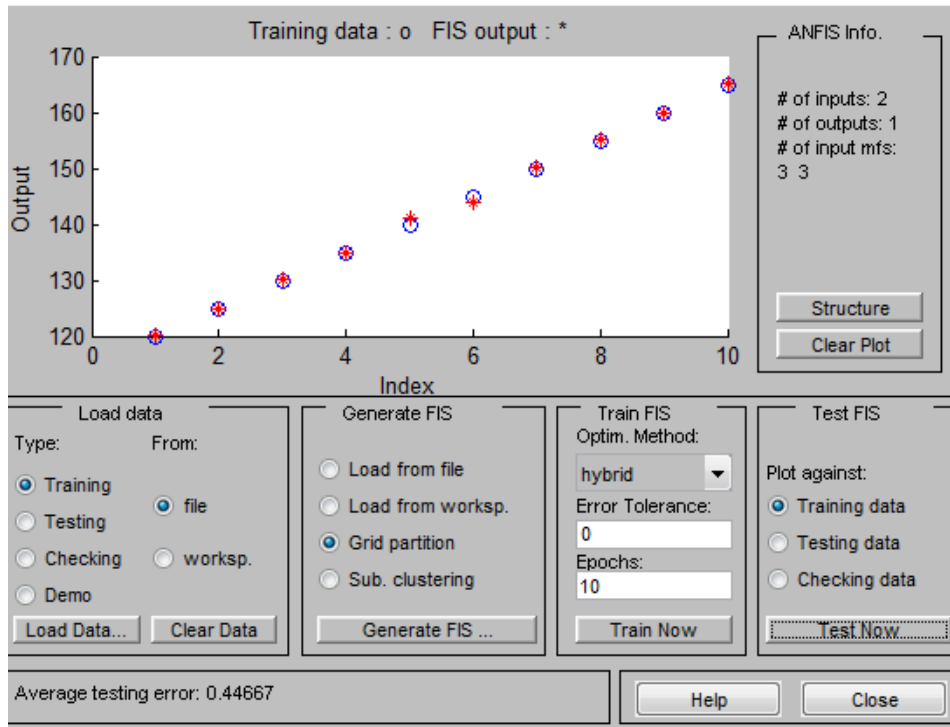 Training data : o   FIS output : *
170
160
150
140
130
120
0
2
4
6
8
10
Output
Index
ANFIS Info.
# of inputs: 2
# of outputs: 1
# of input mfs:
3  3
Structure
Clear Plot
Load data
Type:
From:
Training
Testing
Checking
Demo
file
worksp.
Load Data...
Clear Data
Generate FIS
Load from file
Load from worksp.
Grid partition
Sub. clustering
Generate FIS ...
Train FIS
Optim. Method:
hybrid
Error Tolerance:
0
Epochs:
10
Train Now
Test FIS
Plot against:
Training data
Testing data
Checking data
Test Now
Average testing error: 0.44667
Help
Close